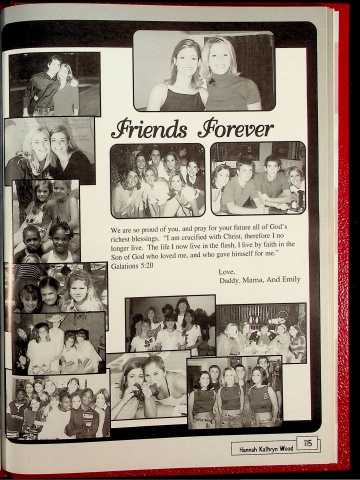 Friends Forever
We are so proud of you, and pray for your future all of God's
richest blessings. "I am crucified with Christ, therefore I no
longer live. The life I now live in the flesh, I live by faith in the
Son of God who loved me, and who gave himself for me."
Galations 5:20
Love,
Daddy, Mama, And Emily
Hannah Kathryn Wood
115